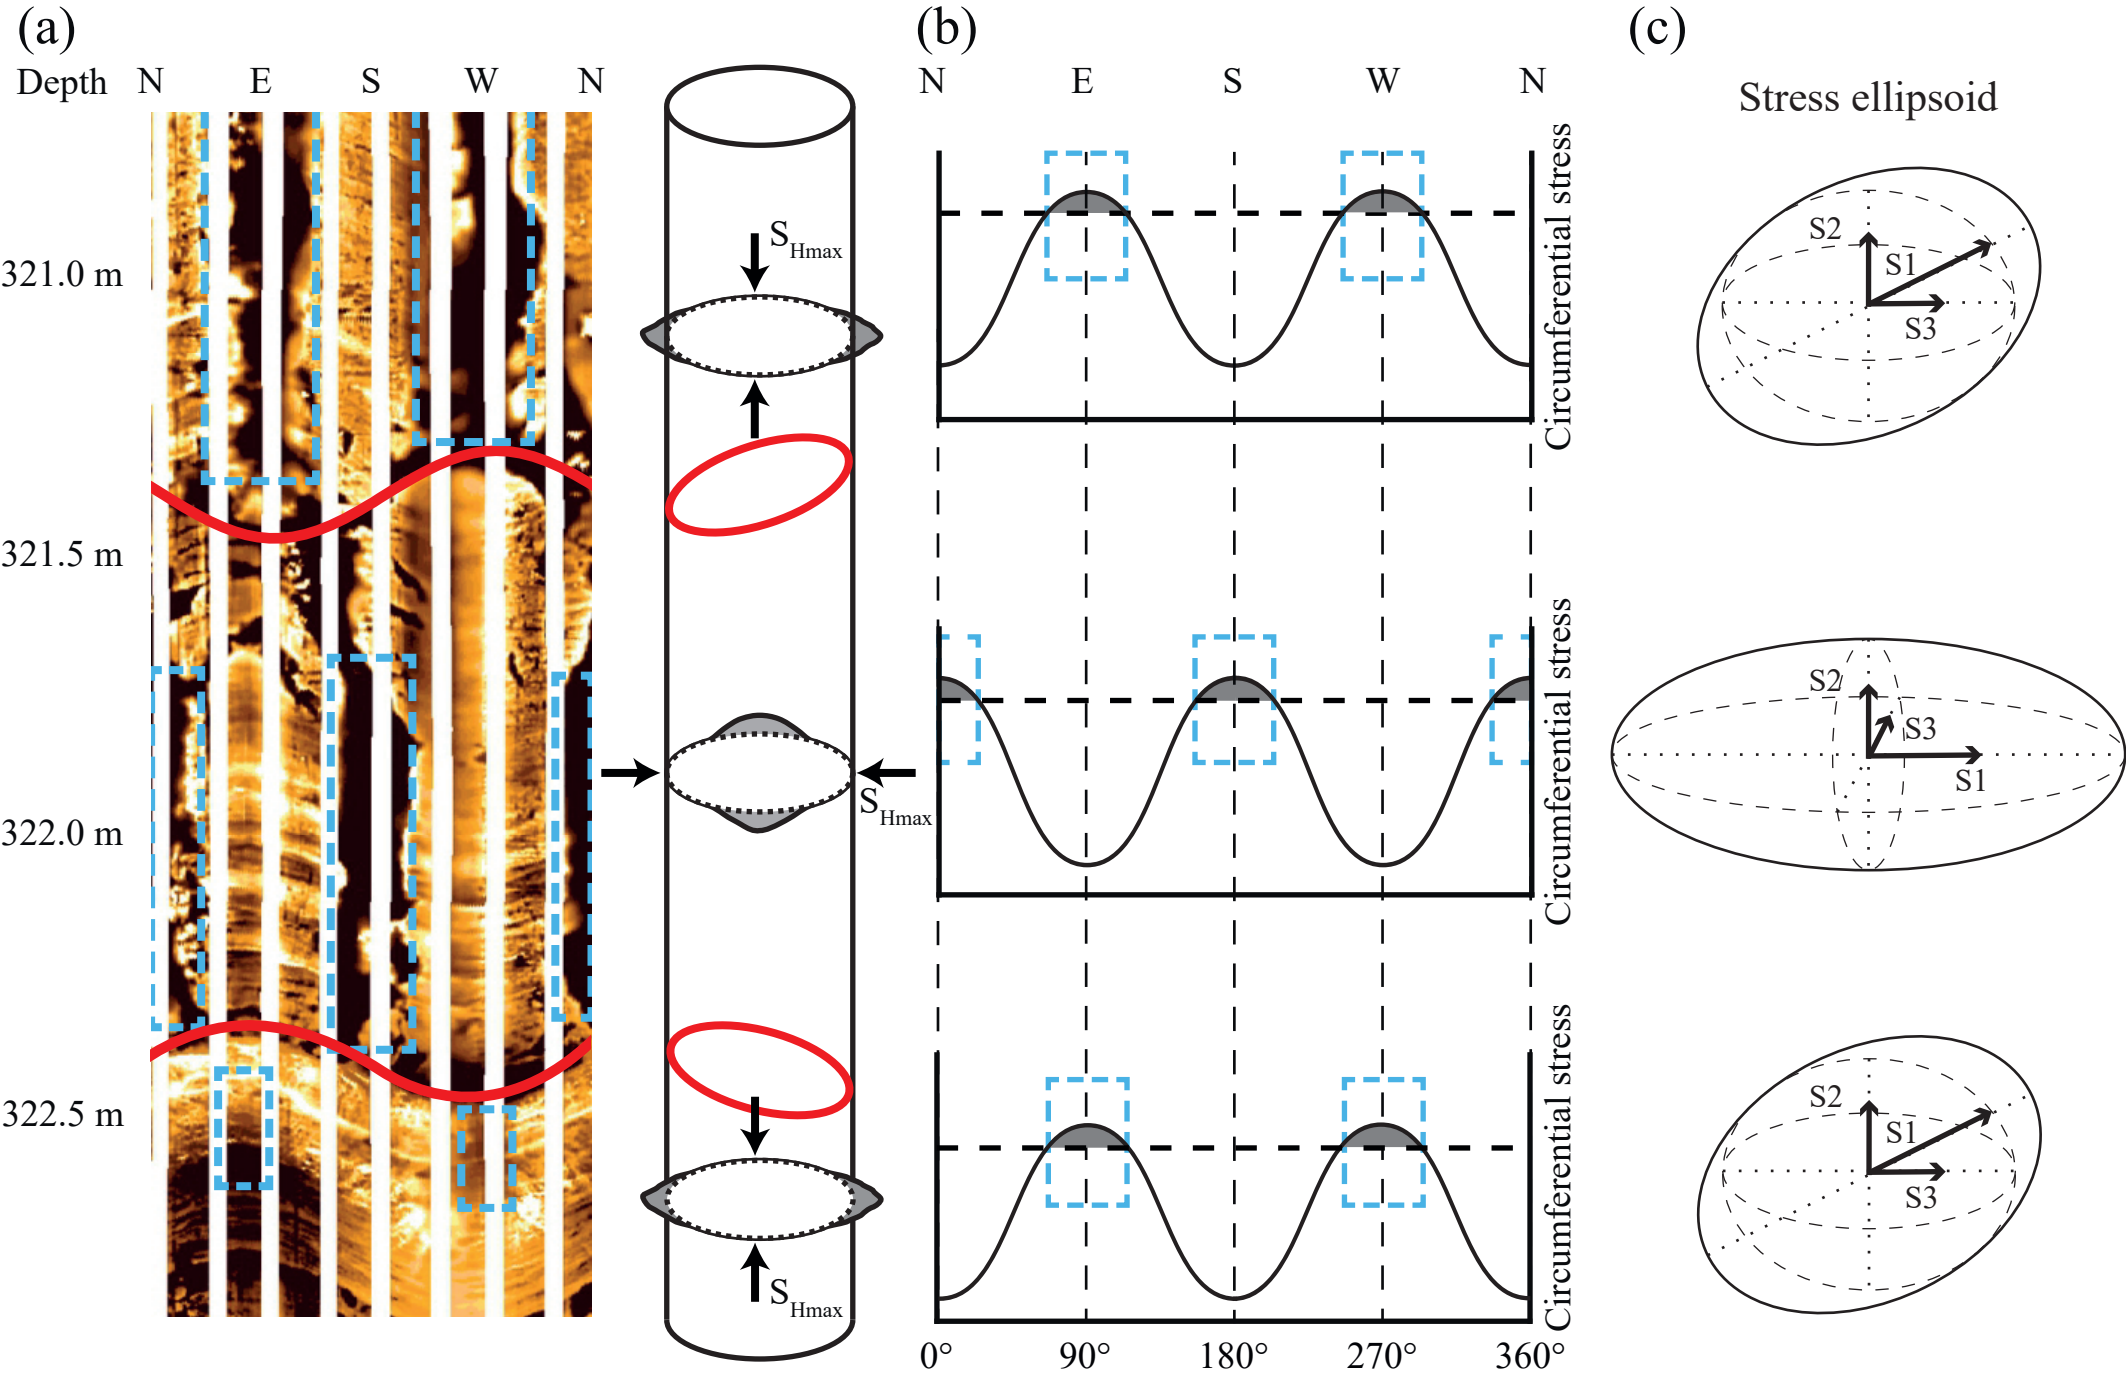 (a)
Depth N E S W N
321.0 m
321.5 m
322.0 m
322.5 m
SHmax
SHmax
SHmax
(b)
N E S W N
Circumferential stress
Circumferential stress
Circumferential stress
0° 90° 180° 270° 360°
(c)
Stress ellipsoid
S2
S1
S3
S2
S3
S1
S2
S1
S3